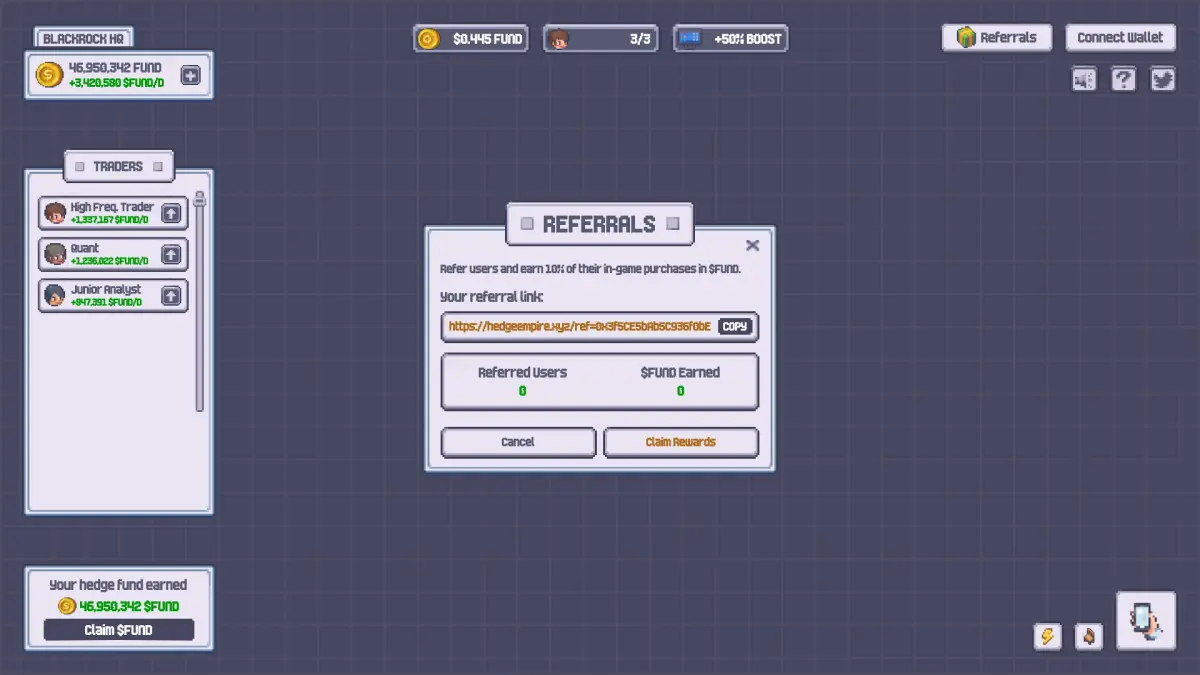 BLACKROCK HQ
46,950,342 FUND
+3,420,580 $FUND/D
$0.445 FUND
3/3
+50% BOOST
Referrals
Connect Wallet
?
TRADERS
High Freq. Trader
+1,337,167 $FUND/D
Quant
+1,236,022 $FUND/D
Junior Analyst
+847,391 $FUND/D
REFERRALS
Refer users and earn 10% of their in-game purchases in $FUND.
Your referral link:
https://hedgeempire.xyz/ref=0x3f5CE5bAb5C936f0bE
COPY
Referred Users
$FUND Earned
0
0
Cancel
Claim Rewards
Your hedge fund earned
46,950,342 $FUND
Claim $FUND